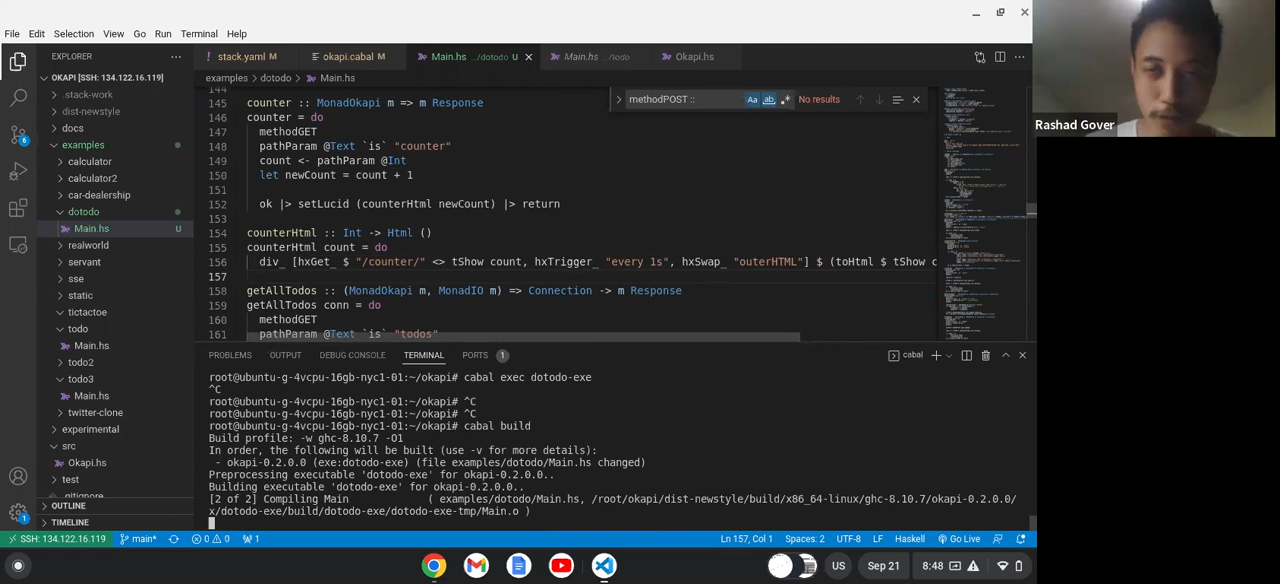 File Edit Selection View Go Run Terminal Help
EXPLORER
stack.yaml M
okapi.cabal M
Main.hs .../dotodo U
Main.hs .../todo
Okapi.hs
OKAPI [SSH: 134.122.16.119]
examples > dotodo > Main.hs
.stack-work
dist-newstyle
docs
examples
calculator
calculator2
car-dealership
dotodo
Main.hs U
realworld
servant
sse
static
tictactoe
todo
Main.hs
todo2
todo3
Main.hs
twitter-clone
experimental
src
Okapi.hs
test
.gitignore
OUTLINE
TIMELINE
6
1
methodPOST ::
Aa
ab
No results
144
145 counter :: MonadOkapi m => m Response
146 counter = do
147 methodGET
148 pathParam @Text `is` "counter"
149 count <- pathParam @Int
150 let newCount = count + 1
151
152 ok |> setLucid (counterHtml newCount) |> return
153
154 counterHtml :: Int -> Html ()
155 counterHtml count = do
156 div_ [hxGet_ $ "/counter/" <> tShow count, hxTrigger_ "every 1s", hxSwap_ "outerHTML"] $ (toHtml $ tShow c
157
158 getAllTodos :: (MonadOkapi m, MonadIO m) => Connection -> m Response
159 getAllTodos conn = do
160 methodGET
161 pathParam @Text `is` "todos"
PROBLEMS OUTPUT DEBUG CONSOLE TERMINAL PORTS 1
cabal
root@ubuntu-g-4vcpu-16gb-nyc1-01:~/okapi# cabal exec dotodo-exe
^C
root@ubuntu-g-4vcpu-16gb-nyc1-01:~/okapi# ^C
root@ubuntu-g-4vcpu-16gb-nyc1-01:~/okapi# ^C
root@ubuntu-g-4vcpu-16gb-nyc1-01:~/okapi# cabal build
Build profile: -w ghc-8.10.7 -O1
In order, the following will be built (use -v for more details):
- okapi-0.2.0.0 (exe:dotodo-exe) (file examples/dotodo/Main.hs changed)
Preprocessing executable 'dotodo-exe' for okapi-0.2.0.0..
Building executable 'dotodo-exe' for okapi-0.2.0.0..
[2 of 2] Compiling Main ( examples/dotodo/Main.hs, /root/okapi/dist-newstyle/build/x86_64-linux/ghc-8.10.7/okapi-0.2.0.0/
x/dotodo-exe/build/dotodo-exe/dotodo-exe-tmp/Main.o )
SSH: 134.122.16.119 main* 0 0 1 Ln 157, Col 1 Spaces: 2 UTF-8 LF Haskell Go Live
US Sep 21 8:48
Rashad Gover